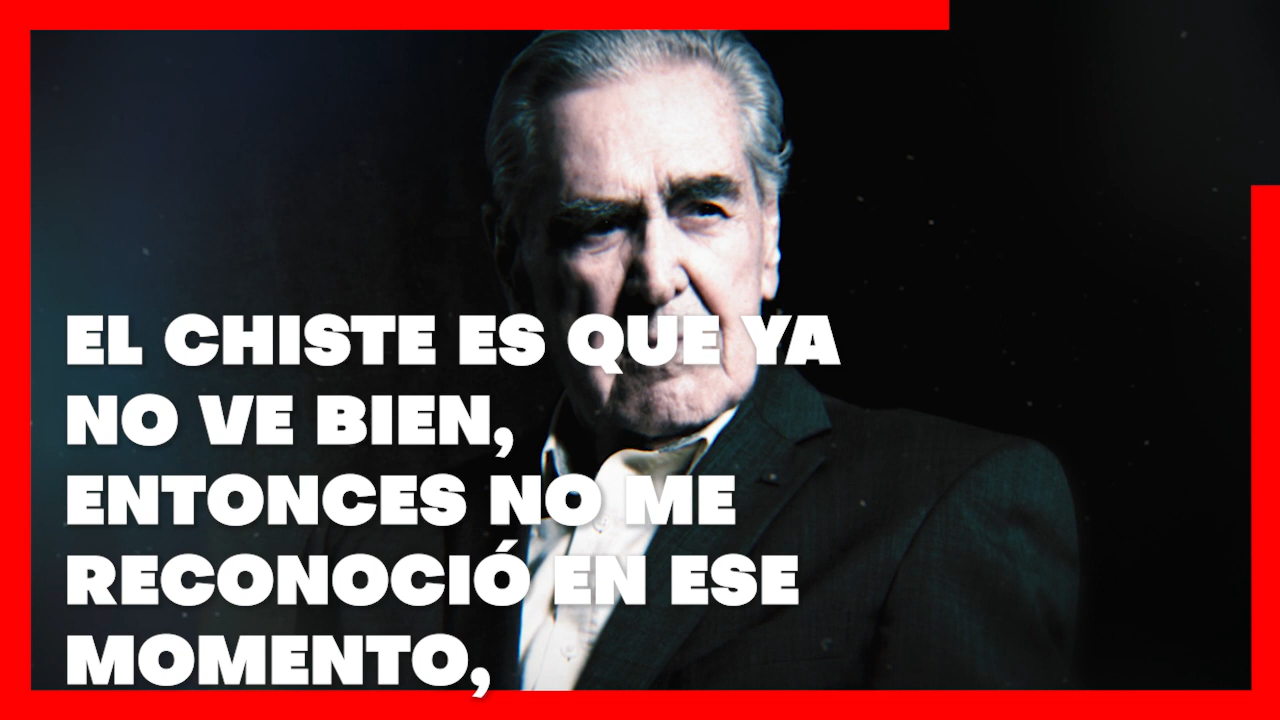 EL CHISTE ES QUE YA
NO VE BIEN,
ENTONCES NO ME
RECONOCIÓ EN ESE
MOMENTO,